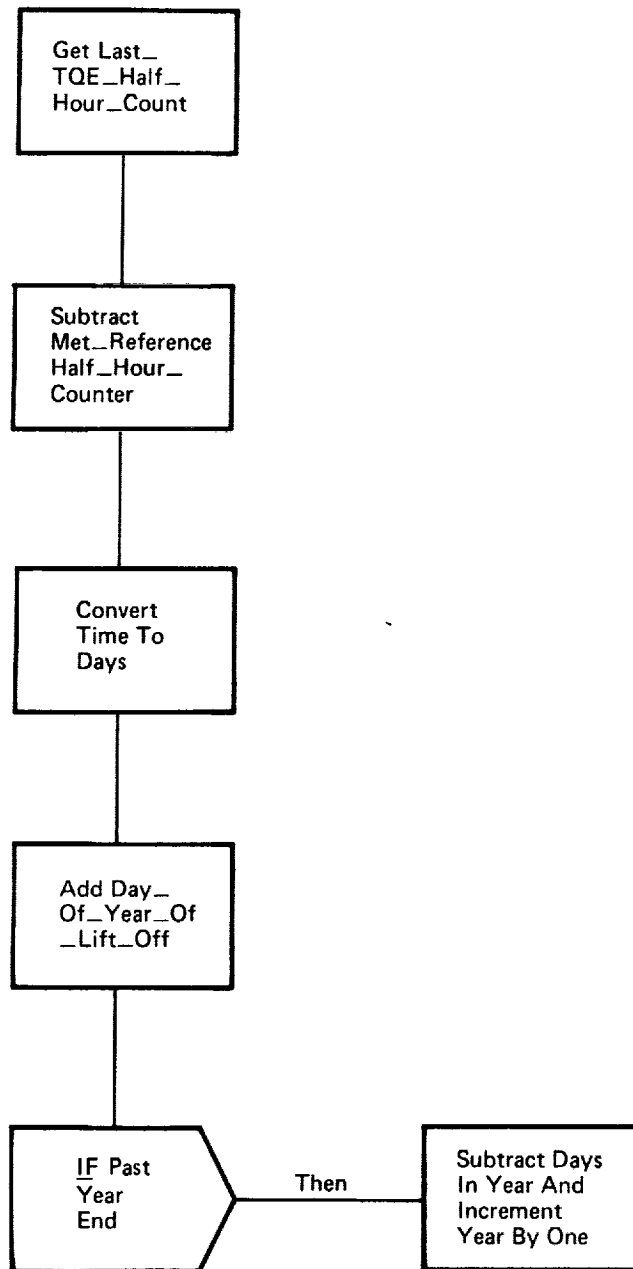 Get Last_
TQE_Half_
Hour_Count
Subtract
Met_Reference
Half_Hour_
Counter
Convert
Time To
Days
Add Day_
Of_Year_Of
_Lift_Off
IF Past
Year
End
Then
Subtract Days
In Year And
Increment
Year By One